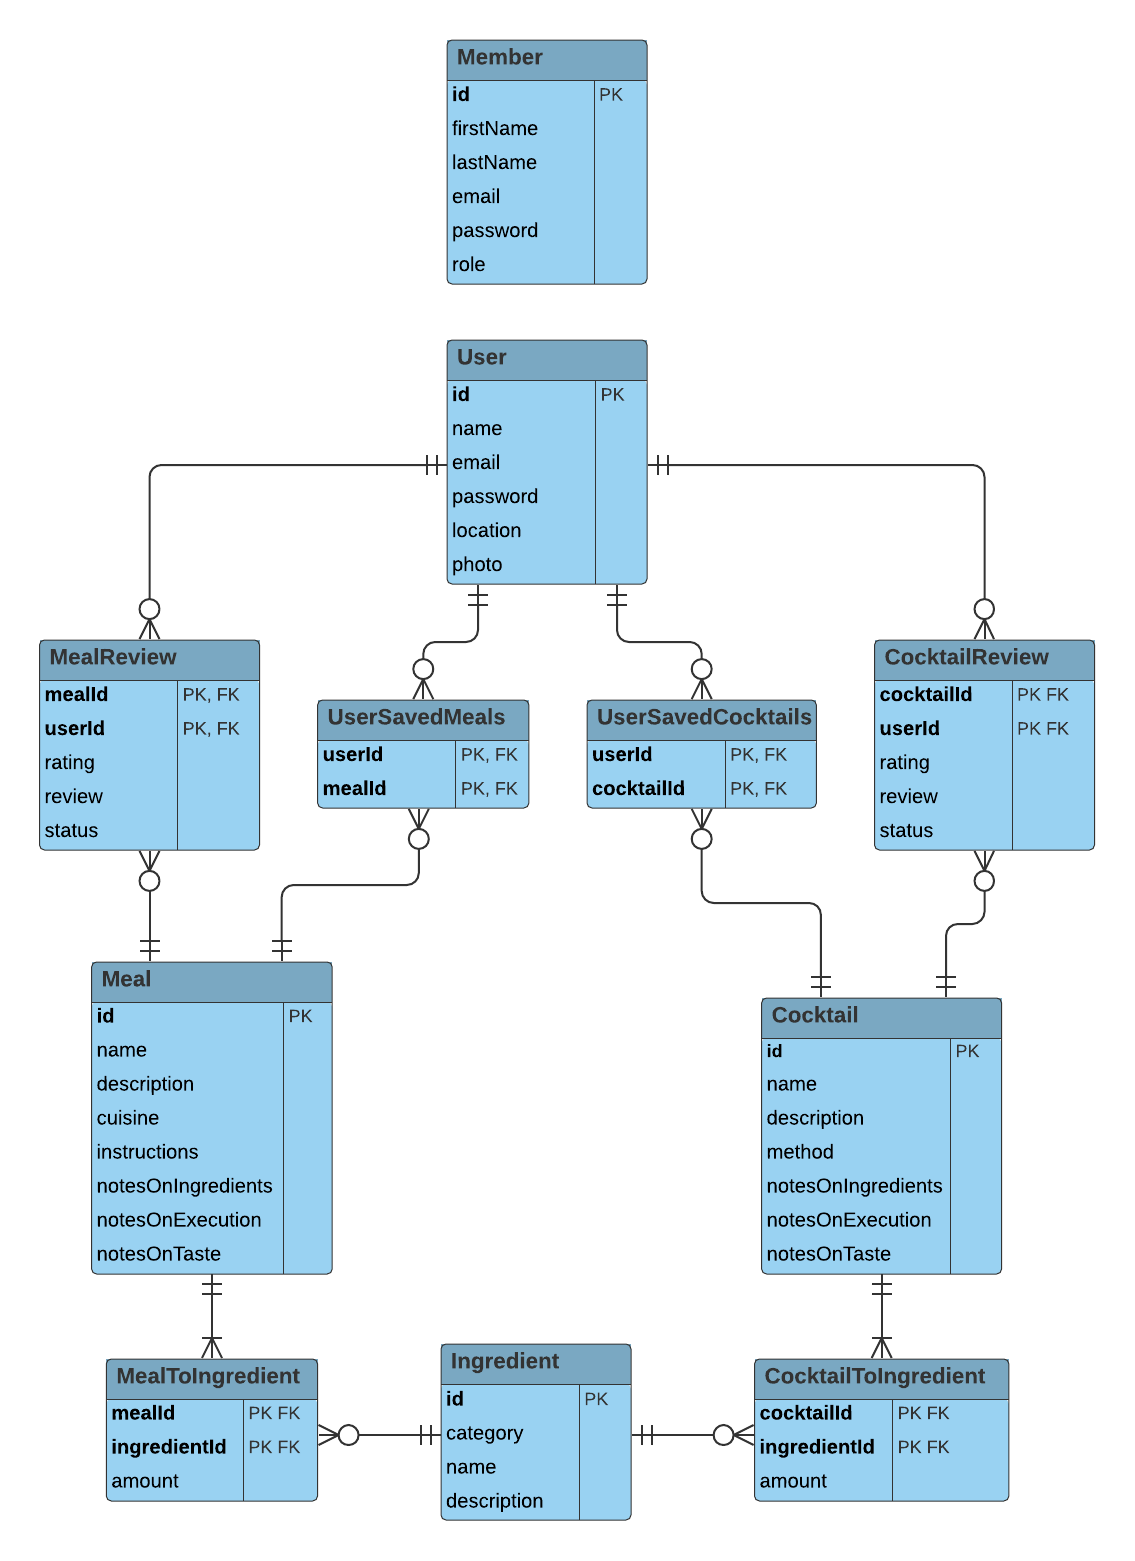 Member
id PK
firstName
lastName
email
password
role
User
id PK
name
email
password
location
photo
MealReview
mealId PK, FK
userId PK, FK
rating
review
status
UserSavedMeals
userId PK, FK
mealId PK, FK
UserSavedCocktails
userId PK, FK
cocktailId PK, FK
CocktailReview
cocktailId PK FK
userId PK FK
rating
review
status
Meal
id PK
name
description
cuisine
instructions
notesOnIngredients
notesOnExecution
notesOnTaste
Cocktail
id PK
name
description
method
notesOnIngredients
notesOnExecution
notesOnTaste
MealToIngredient
mealId PK FK
ingredientId PK FK
amount
Ingredient
id PK
category
name
description
CocktailToIngredient
cocktailId PK FK
ingredientId PK FK
amount